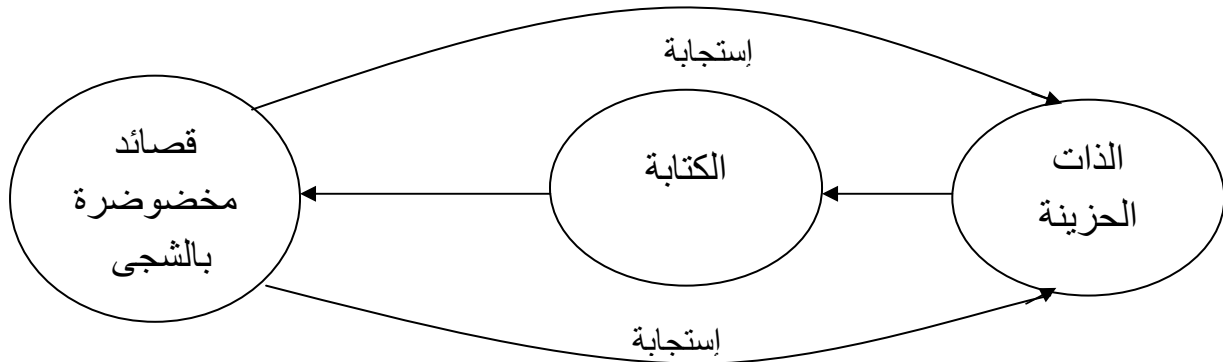 إستجابة
الذات
الحزينة
الكتابة
قصائد
مخضوضرة
بالشجى
إستجابة